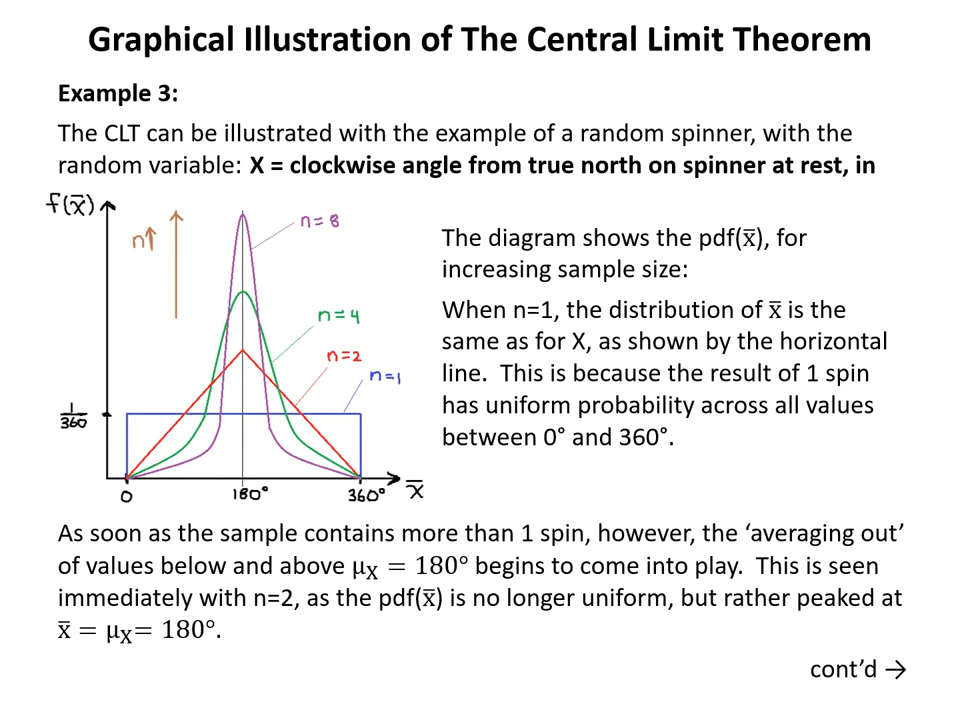 Graphical Illustration of The Central Limit Theorem
Example 3:
The CLT can be illustrated with the example of a random spinner, with the
random variable: X = clockwise angle from true north on spinner at rest, in
f(x̅)
n↑
n=8
n=4
n=2
n=1
1/360
0
180°
360°
x̅
The diagram shows the pdf(x̅), for
increasing sample size:
When n=1, the distribution of x̅ is the
same as for X, as shown by the horizontal
line. This is because the result of 1 spin
has uniform probability across all values
between 0° and 360°.
As soon as the sample contains more than 1 spin, however, the ‘averaging out’
of values below and above μX = 180° begins to come into play. This is seen
immediately with n=2, as the pdf(x̅) is no longer uniform, but rather peaked at
x̅ = μX= 180°.
cont’d →